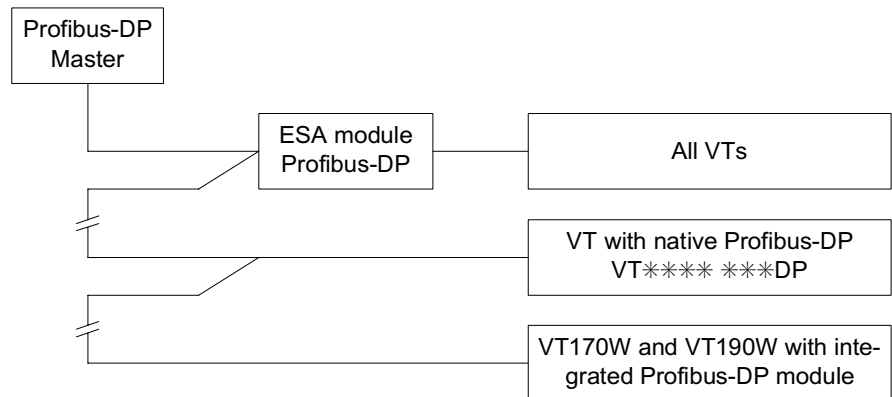 Profibus-DP
Master
ESA module
Profibus-DP
All VTs
VT with native Profibus-DP
VT✳✳✳✳ ✳✳✳DP
VT170W and VT190W with inte-
grated Profibus-DP module